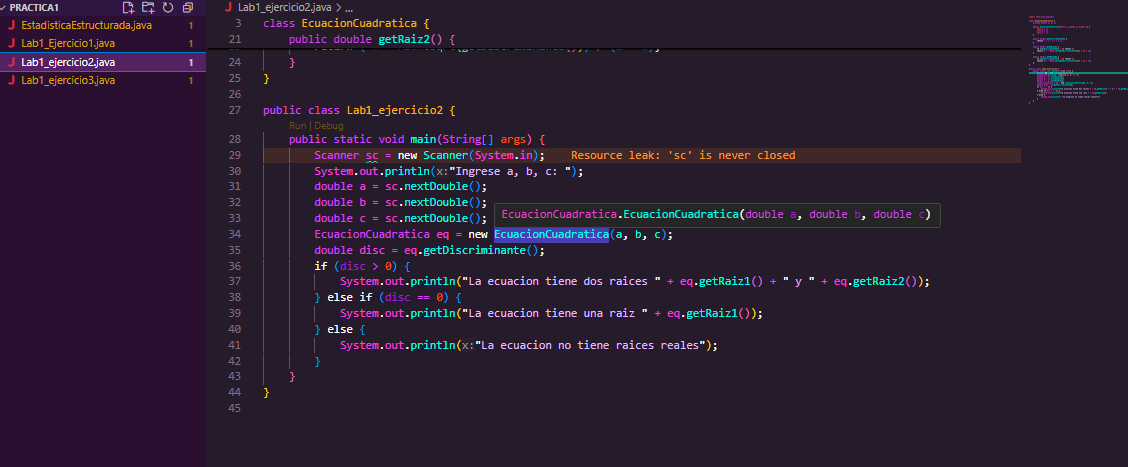 PRACTICA1
EstadisticaEstructurada.java 1
Lab1_Ejercicio1.java 1
Lab1_ejercicio2.java 1
Lab1_ejercicio3.java 1
Lab1_ejercicio2.java > ...
3 class EcuacionCuadratica {
21 public double getRaiz2() {
24 }
25 }
26
27 public class Lab1_ejercicio2 {
Run | Debug
28 public static void main(String[] args) {
29 Scanner sc = new Scanner(System.in); Resource leak: 'sc' is never closed
30 System.out.println(x:"Ingrese a, b, c: ");
31 double a = sc.nextDouble();
32 double b = sc.nextDouble();
EcuacionCuadratica.EcuacionCuadratica(double a, double b, double c)
33 double c = sc.nextDouble();
34 EcuacionCuadratica eq = new EcuacionCuadratica(a, b, c);
35 double disc = eq.getDiscriminante();
36 if (disc > 0) {
37 System.out.println("La ecuacion tiene dos raices " + eq.getRaiz1() + " y " + eq.getRaiz2());
38 } else if (disc == 0) {
39 System.out.println("La ecuacion tiene una raiz " + eq.getRaiz1());
40 } else {
41 System.out.println(x:"La ecuacion no tiene raices reales");
42 }
43 }
44 }
45